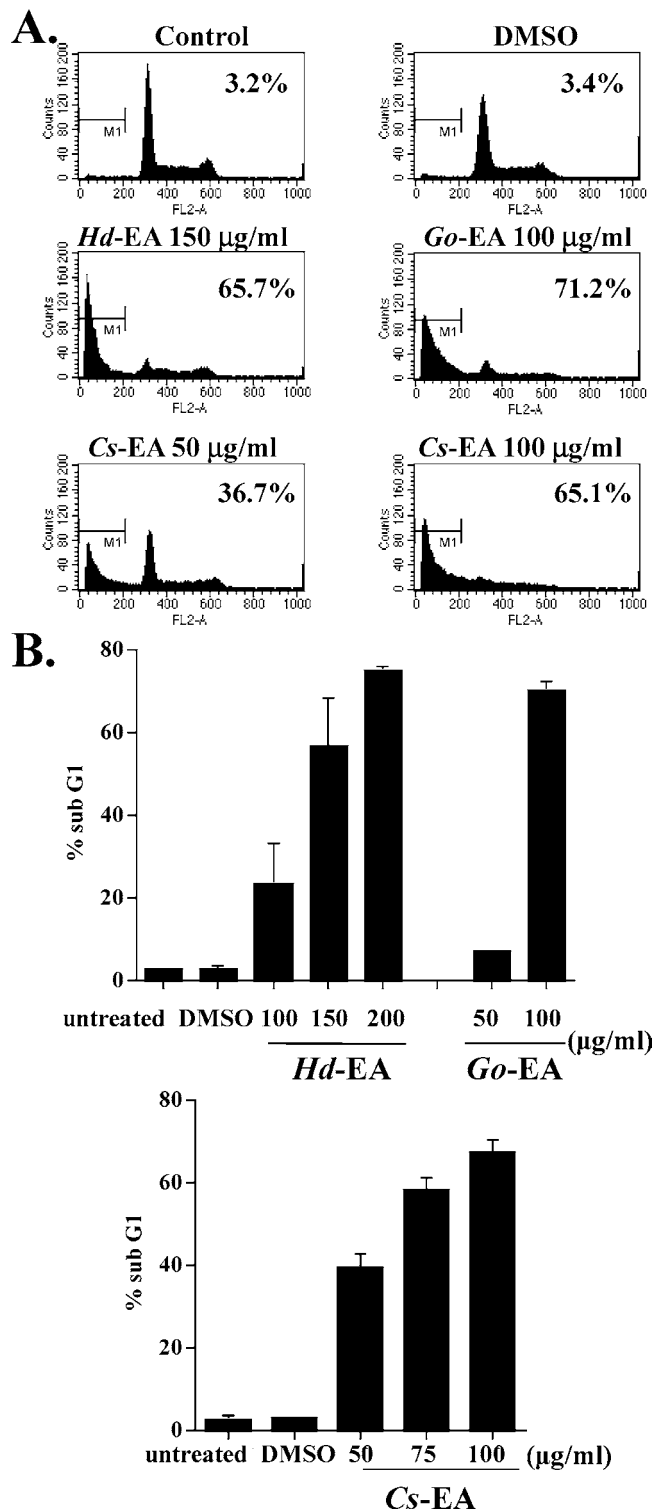 A.
Control
DMSO
Counts
0 40 80 120 160 200
3.2%
M1
0 200 400 600 800 1000
FL2-A
Counts
0 40 80 120 160 200
3.4%
M1
0 200 400 600 800 1000
FL2-A
Hd-EA 150 µg/ml
Go-EA 100 µg/ml
Counts
0 40 80 120 160 200
65.7%
M1
0 200 400 600 800 1000
FL2-A
Counts
0 40 80 120 160 200
71.2%
M1
0 200 400 600 800 1000
FL2-A
Cs-EA 50 µg/ml
Cs-EA 100 µg/ml
Counts
0 40 80 120 160 200
36.7%
M1
0 200 400 600 800 1000
FL2-A
Counts
0 40 80 120 160 200
65.1%
M1
0 200 400 600 800 1000
FL2-A
B.
% sub G1
80
60
40
20
0
untreated DMSO 100 150 200 50 100 (µg/ml)
Hd-EA Go-EA
% sub G1
80
60
40
20
0
untreated DMSO 50 75 100 (µg/ml)
Cs-EA